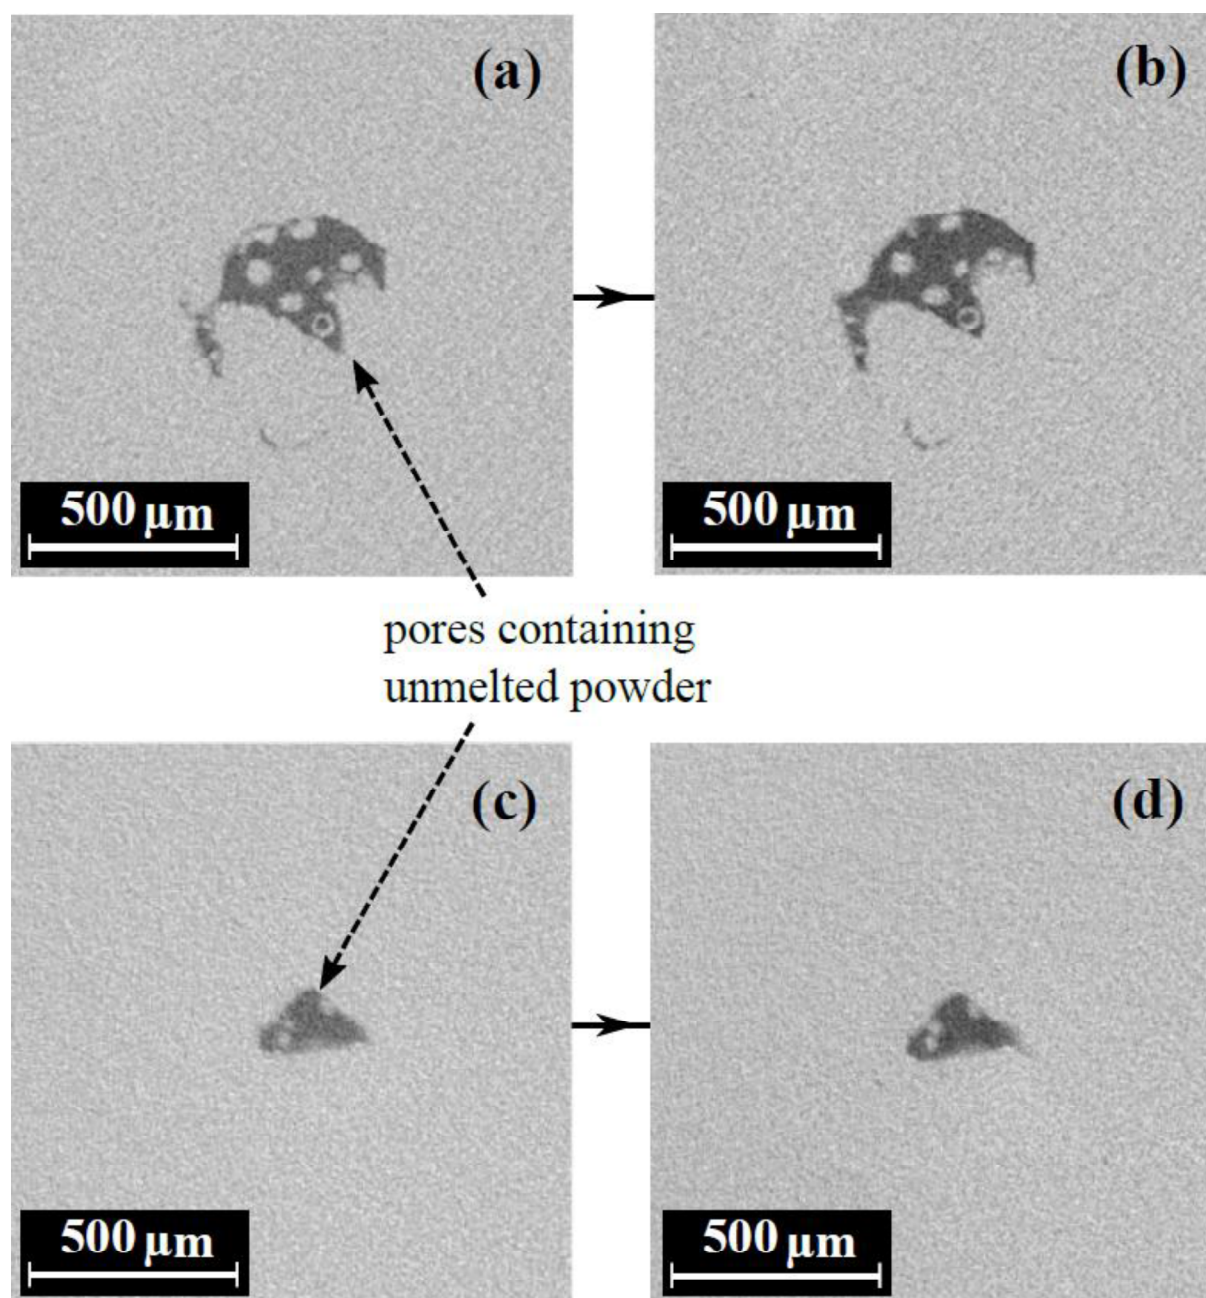 (a)
(b)
500 µm
500 µm
pores containing
unmelted powder
(c)
(d)
500 µm
500 µm